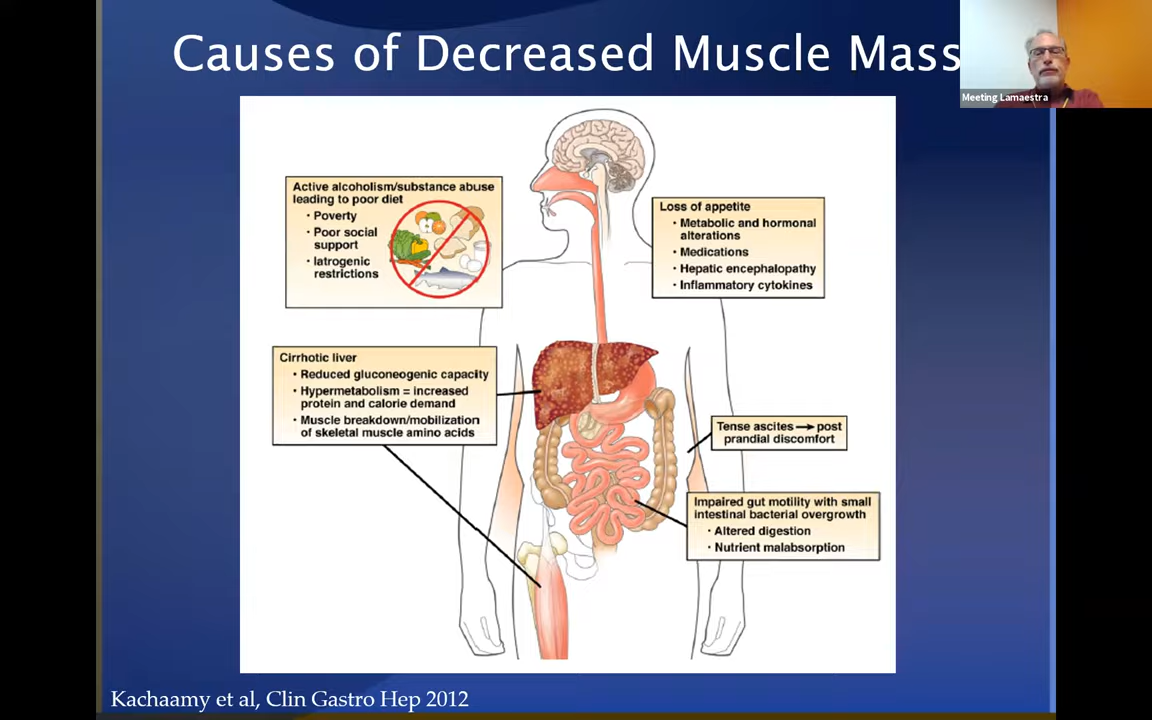 Causes of Decreased Muscle Mass
Meeting Lamaestra
Active alcoholism/substance abuse
leading to poor diet
• Poverty
• Poor social
support
• Iatrogenic
restrictions
Loss of appetite
• Metabolic and hormonal
alterations
• Medications
• Hepatic encephalopathy
• Inflammatory cytokines
Cirrhotic liver
• Reduced gluconeogenic capacity
• Hypermetabolism = increased
protein and calorie demand
• Muscle breakdown/mobilization
of skeletal muscle amino acids
Tense ascites → post
prandial discomfort
Impaired gut motility with small
intestinal bacterial overgrowth
• Altered digestion
• Nutrient malabsorption
Kachaamy et al, Clin Gastro Hep 2012